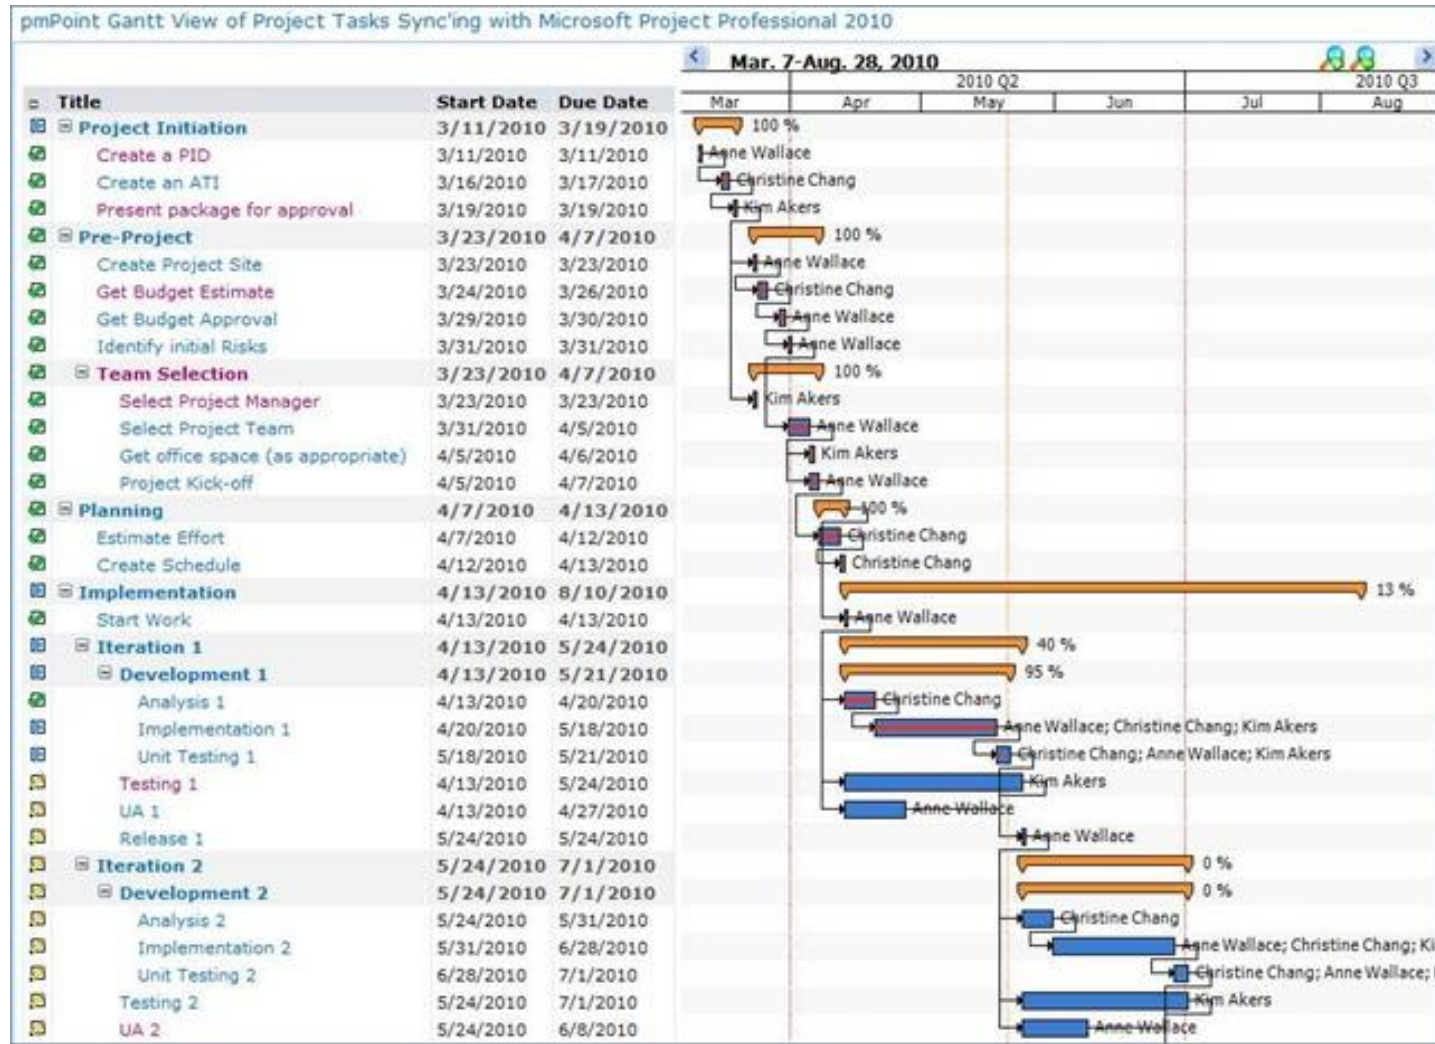 pmPoint Gantt View of Project Tasks Sync'ing with Microsoft Project Professional 2010
Mar. 7-Aug. 28, 2010
2010 Q2 2010 Q3
Title Start Date Due Date Mar Apr May Jun Jul Aug
Project Initiation 3/11/2010 3/19/2010 100 %
Create a PID 3/11/2010 3/11/2010 Anne Wallace
Create an ATI 3/16/2010 3/17/2010 Christine Chang
Present package for approval 3/19/2010 3/19/2010 Kim Akers
Pre-Project 3/23/2010 4/7/2010 100 %
Create Project Site 3/23/2010 3/23/2010 Anne Wallace
Get Budget Estimate 3/24/2010 3/26/2010 Christine Chang
Get Budget Approval 3/29/2010 3/30/2010 Anne Wallace
Identify initial Risks 3/31/2010 3/31/2010 Anne Wallace
Team Selection 3/23/2010 4/7/2010 100 %
Select Project Manager 3/23/2010 3/23/2010 Kim Akers
Select Project Team 3/31/2010 4/5/2010 Anne Wallace
Get office space (as appropriate) 4/5/2010 4/6/2010 Kim Akers
Project Kick-off 4/5/2010 4/7/2010 Anne Wallace
Planning 4/7/2010 4/13/2010 100 %
Estimate Effort 4/7/2010 4/12/2010 Christine Chang
Create Schedule 4/12/2010 4/13/2010 Christine Chang
Implementation 4/13/2010 8/10/2010 13 %
Start Work 4/13/2010 4/13/2010 Anne Wallace
Iteration 1 4/13/2010 5/24/2010 40 %
Development 1 4/13/2010 5/21/2010 95 %
Analysis 1 4/13/2010 4/20/2010 Christine Chang
Implementation 1 4/20/2010 5/18/2010 Anne Wallace; Christine Chang; Kim Akers
Unit Testing 1 5/18/2010 5/21/2010 Christine Chang; Anne Wallace; Kim Akers
Testing 1 4/13/2010 5/24/2010 Kim Akers
UA 1 4/13/2010 4/27/2010 Anne Wallace
Release 1 5/24/2010 5/24/2010 Anne Wallace
Iteration 2 5/24/2010 7/1/2010 0 %
Development 2 5/24/2010 7/1/2010 0 %
Analysis 2 5/24/2010 5/31/2010 Christine Chang
Implementation 2 5/31/2010 6/28/2010 Anne Wallace; Christine Chang; Ki
Unit Testing 2 6/28/2010 7/1/2010 Christine Chang; Anne Wallace;
Testing 2 5/24/2010 7/1/2010 Kim Akers
UA 2 5/24/2010 6/8/2010 Anne Wallace